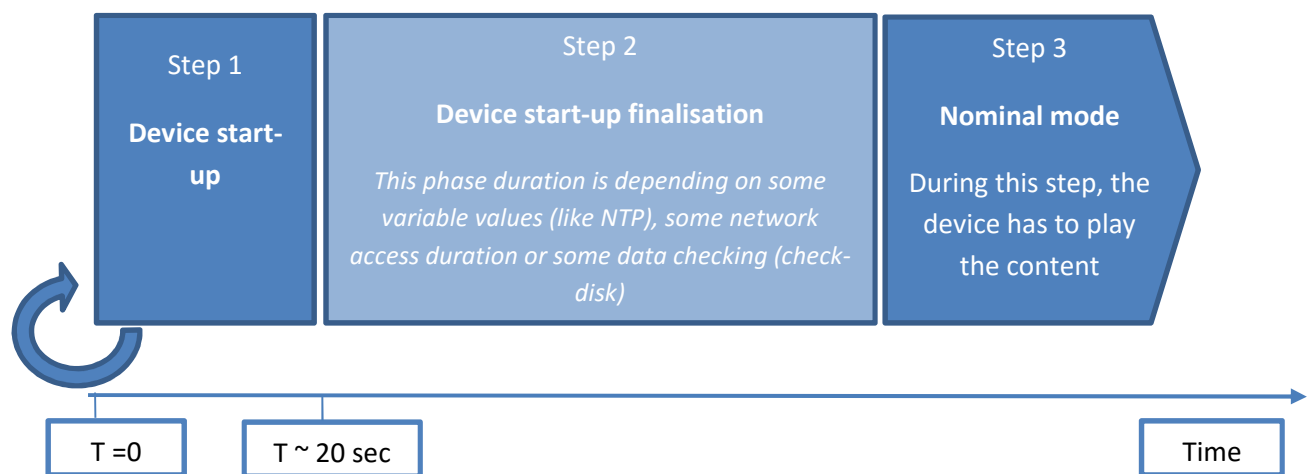 Step 1
Device start-
up
Step 2
Device start-up finalisation
This phase duration is depending on some
variable values (like NTP), some network
access duration or some data checking (check-
disk)
Step 3
Nominal mode
During this step, the
device has to play
the content
T =0
T ~ 20 sec
Time